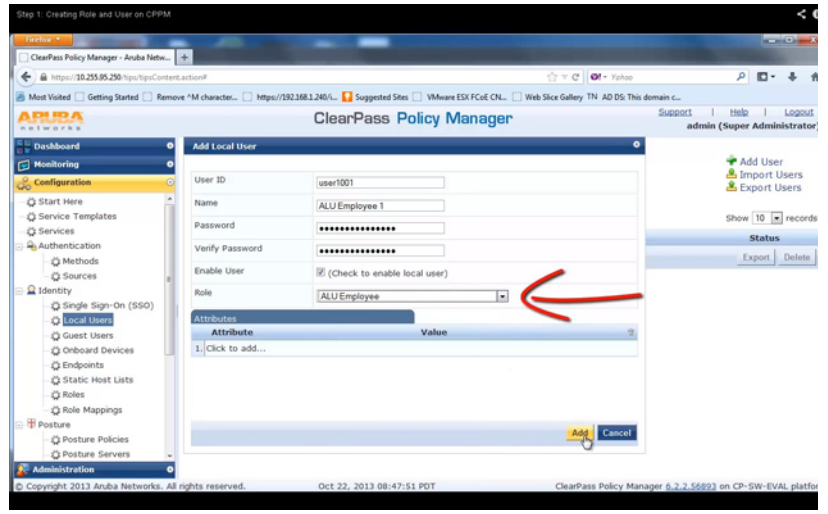 Step 1: Creating Role and User on CPPM
Firefox
ClearPass Policy Manager - Aruba Netw...
https://10.255.95.250/tips/tipsContent.action#
Yahoo
Most Visited Getting Started Remove ^M character... https://192.168.1.240/i... Suggested Sites VMware ESX FCoE CN... Web Slice Gallery TN AD DS: This domain c...
ARUBA
networks
ClearPass Policy Manager
Support | Help | Logout
admin (Super Administrator)
Dashboard
Monitoring
Configuration
Start Here
Service Templates
Services
Authentication
Methods
Sources
Identity
Single Sign-On (SSO)
Local Users
Guest Users
Onboard Devices
Endpoints
Static Host Lists
Roles
Role Mappings
Posture
Posture Policies
Posture Servers
Administration
Add Local User
User ID user1001
Name ALU Employee 1
Password
Verify Password
Enable User (Check to enable local user)
Role ALU Employee
Attributes
Attribute Value
1. Click to add...
Add Cancel
Add User
Import Users
Export Users
Show 10 records
Status
Export Delete
© Copyright 2013 Aruba Networks. All rights reserved. Oct 22, 2013 08:47:51 PDT ClearPass Policy Manager 6.2.2.56893 on CP-SW-EVAL platfor